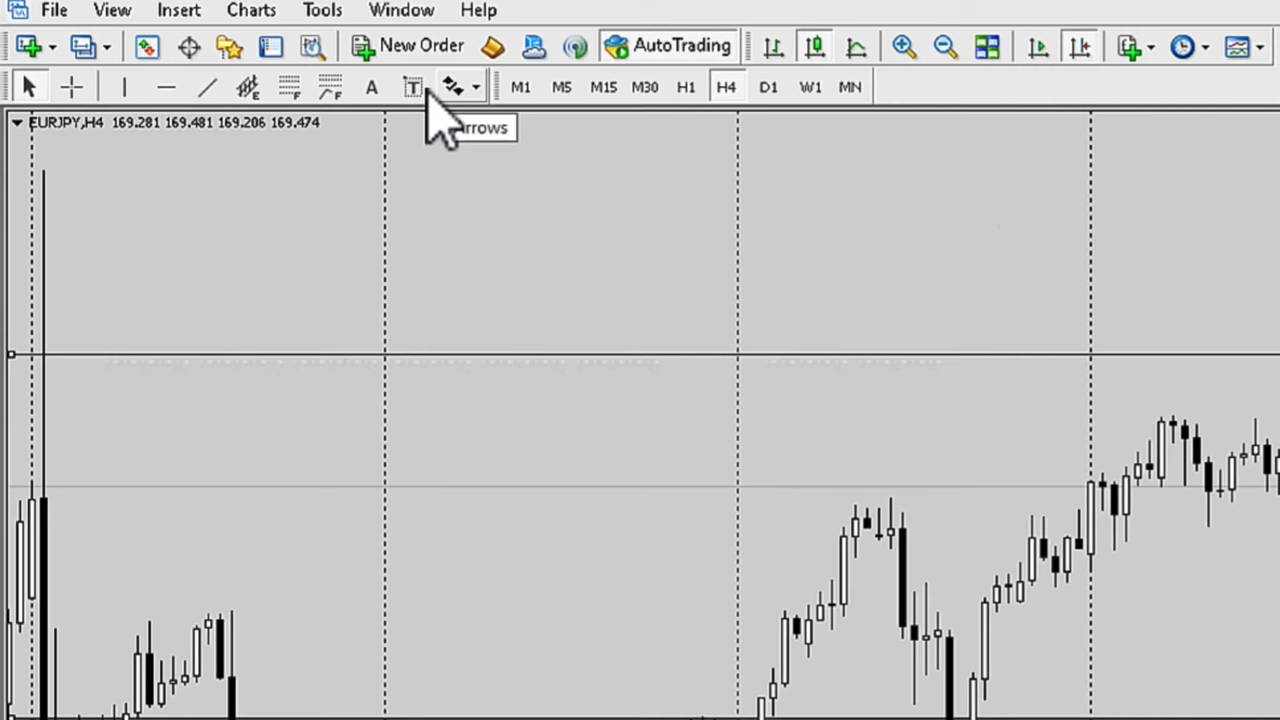 File View Insert Charts Tools Window Help
New Order AutoTrading
E F F A T M1 M5 M15 M30 H1 H4 D1 W1 MN
rrows
EURJPY,H4 169.281 169.481 169.206 169.474